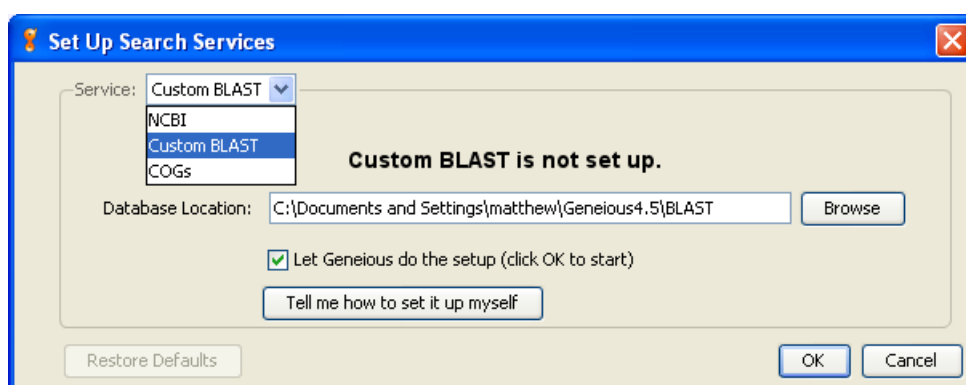 Set Up Search Services
Service: Custom BLAST
NCBI
Custom BLAST
COGs
Custom BLAST is not set up.
Database Location: C:\Documents and Settings\matthew\Geneious4.5\BLAST Browse
Let Geneious do the setup (click OK to start)
Tell me how to set it up myself
Restore Defaults OK Cancel